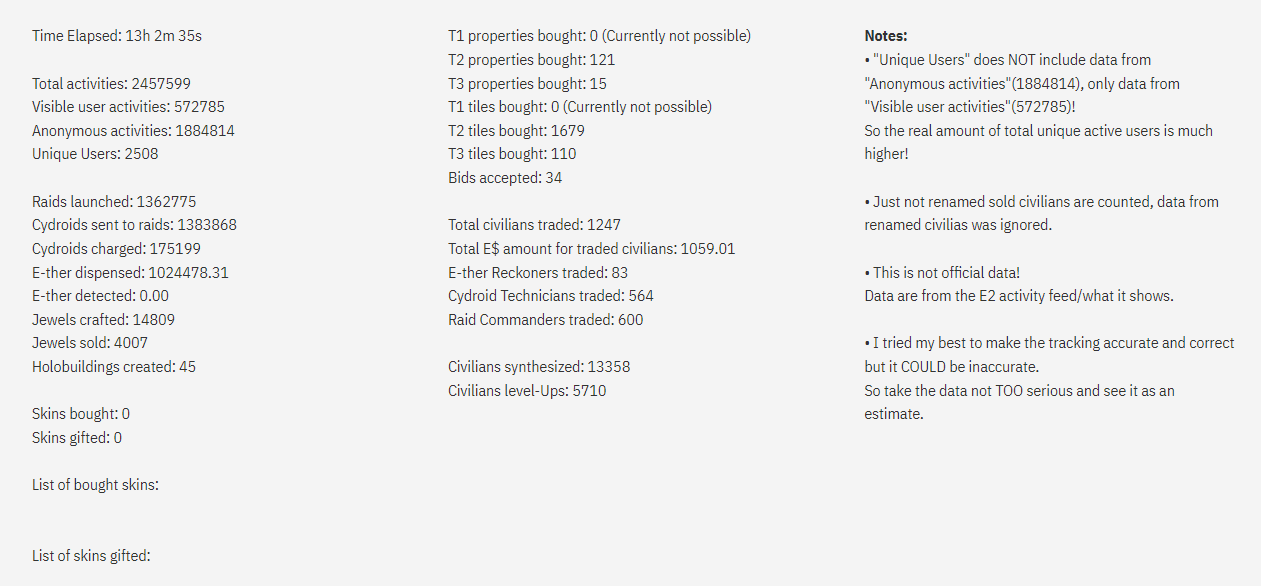 Time Elapsed: 13h 2m 35s
Total activities: 2457599
Visible user activities: 572785
Anonymous activities: 1884814
Unique Users: 2508
Raids launched: 1362775
Cydroids sent to raids: 1383868
Cydroids charged: 175199
E-ther dispensed: 1024478.31
E-ther detected: 0.00
Jewels crafted: 14809
Jewels sold: 4007
Holobuildings created: 45
Skins bought: 0
Skins gifted: 0
List of bought skins:
List of skins gifted:
T1 properties bought: 0 (Currently not possible)
T2 properties bought: 121
T3 properties bought: 15
T1 tiles bought: 0 (Currently not possible)
T2 tiles bought: 1679
T3 tiles bought: 110
Bids accepted: 34
Total civilians traded: 1247
Total E$ amount for traded civilians: 1059.01
E-ther Reckoners traded: 83
Cydroid Technicians traded: 564
Raid Commanders traded: 600
Civilians synthesized: 13358
Civilians level-Ups: 5710
Notes:
• "Unique Users" does NOT include data from
"Anonymous activities"(1884814), only data from
"Visible user activities"(572785)!
So the real amount of total unique active users is much
higher!
• Just not renamed sold civilians are counted, data from
renamed civilias was ignored.
• This is not official data!
Data are from the E2 activity feed/what it shows.
• I tried my best to make the tracking accurate and correct
but it COULD be inaccurate.
So take the data not TOO serious and see it as an
estimate.